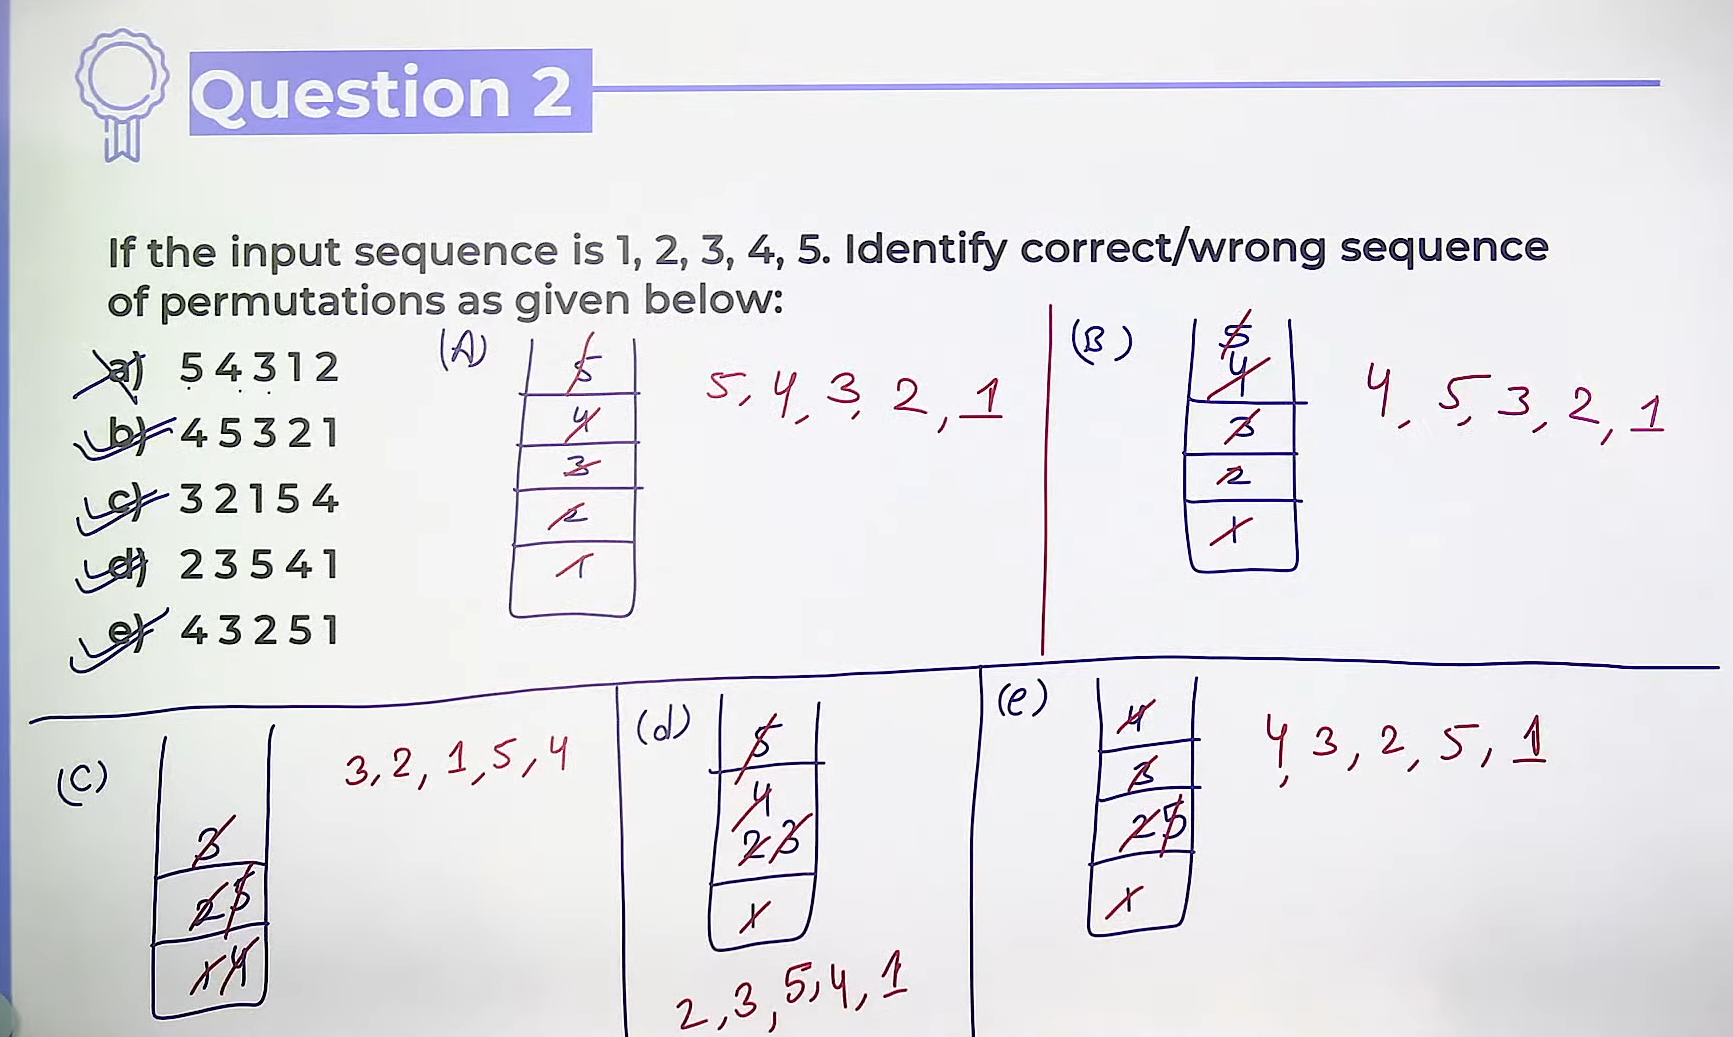 Question 2
If the input sequence is 1, 2, 3, 4, 5. Identify correct/wrong sequence
of permutations as given below:
a) 5 4 3 1 2
b) 4 5 3 2 1
c) 3 2 1 5 4
d) 2 3 5 4 1
e) 4 3 2 5 1
(A)
5
4
3
2
1
5, 4, 3, 2, 1
(B)
5
4
3
2
1
4, 5, 3, 2, 1
(C)
3
2 5
1 4
3, 2, 1, 5, 4
(d)
5
4
2 3
1
2, 3, 5, 4, 1
(e)
4
3
2 5
1
4, 3, 2, 5, 1